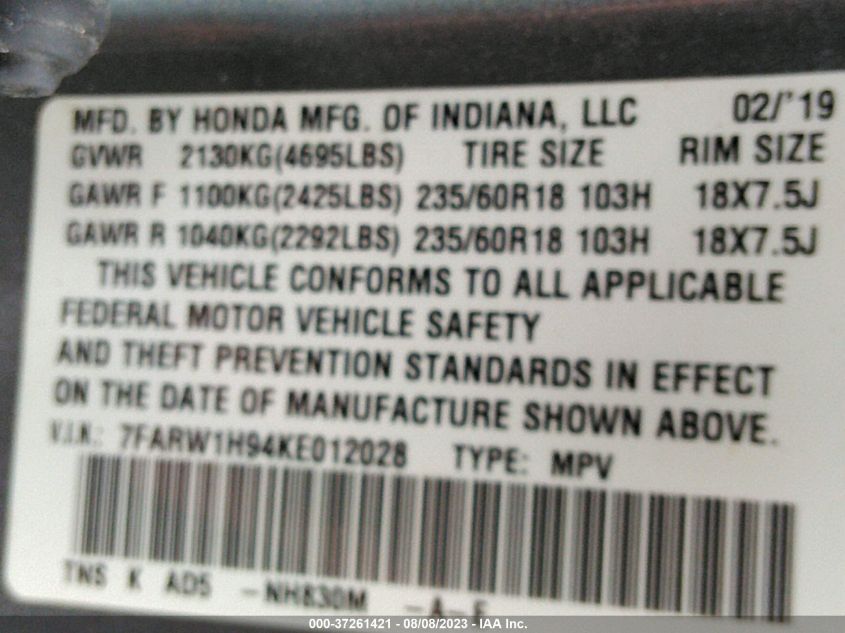 MFD. BY HONDA MFG. OF INDIANA, LLC 02/'19
GVWR 2130KG(4695LBS) TIRE SIZE RIM SIZE
GAWR F 1100KG(2425LBS) 235/60R18 103H 18X7.5J
GAWR R 1040KG(2292LBS) 235/60R18 103H 18X7.5J
THIS VEHICLE CONFORMS TO ALL APPLICABLE
FEDERAL MOTOR VEHICLE SAFETY
AND THEFT PREVENTION STANDARDS IN EFFECT
ON THE DATE OF MANUFACTURE SHOWN ABOVE.
V.I.N.: 7FARW1H94KE012028 TYPE: MPV
TNS K AD5 -NH830M -A-E
000-37261421 - 08/08/2023 - IAA Inc.